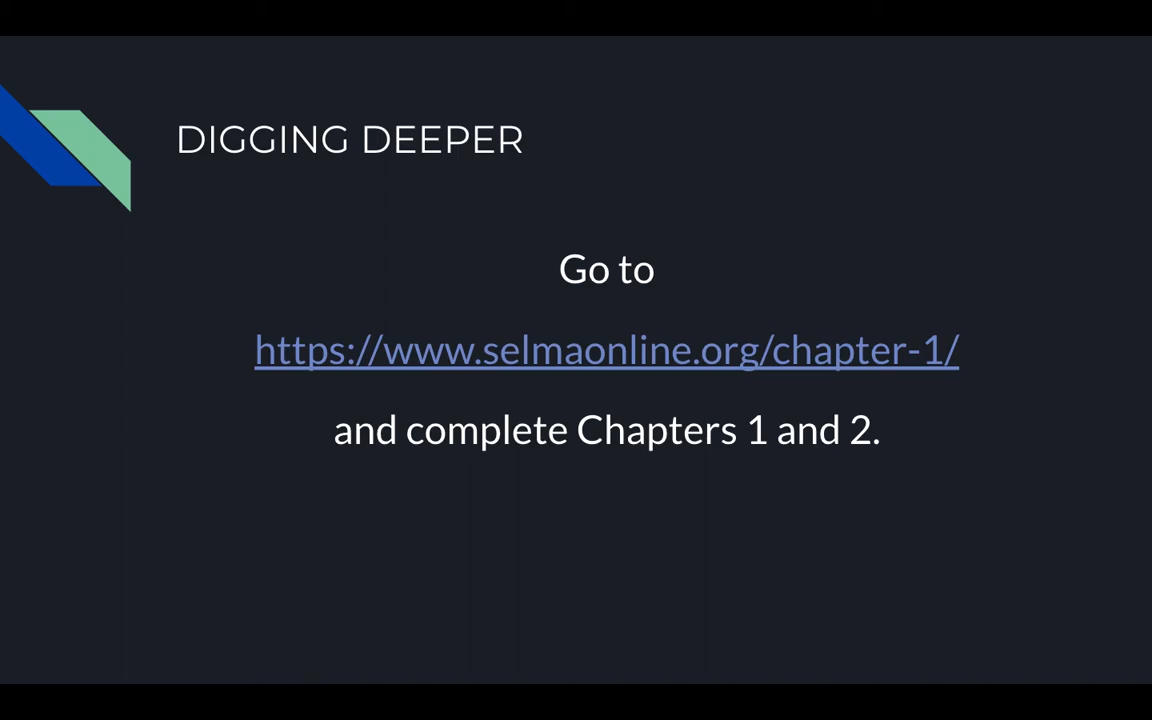 DIGGING DEEPER
Go to
https://www.selmaonline.org/chapter-1/
and complete Chapters 1 and 2.